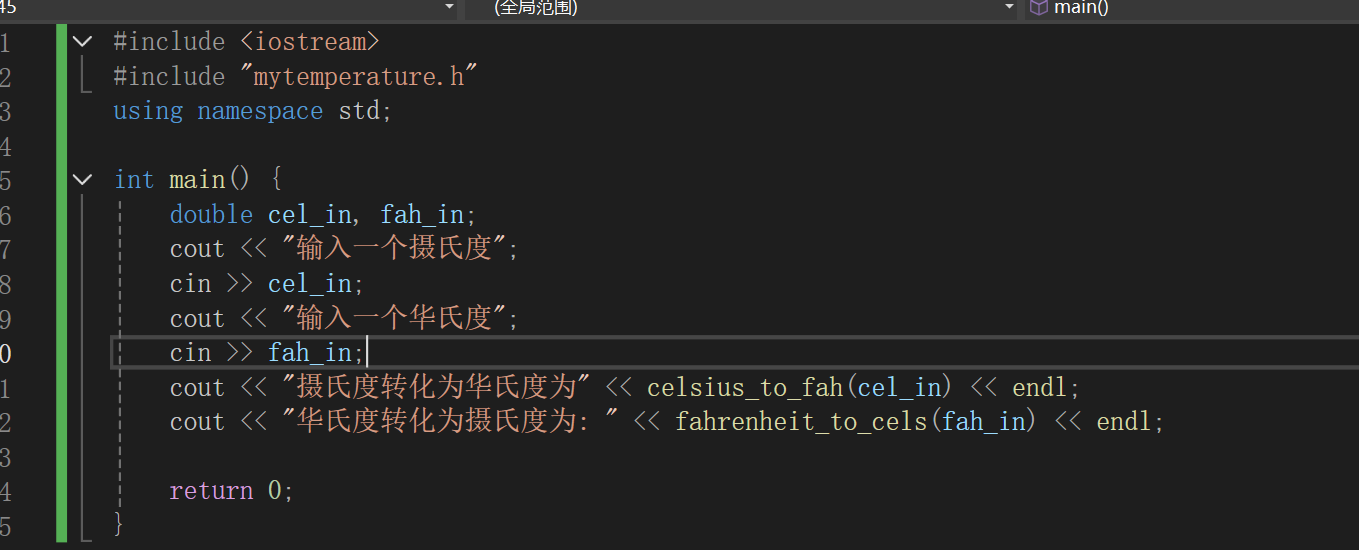 45 (全局范围) main()
1 #include <iostream>
2 #include "mytemperature.h"
3 using namespace std;
4
5 int main() {
6 double cel_in, fah_in;
7 cout << "输入一个摄氏度";
8 cin >> cel_in;
9 cout << "输入一个华氏度";
0 cin >> fah_in;
1 cout << "摄氏度转化为华氏度为" << celsius_to_fah(cel_in) << endl;
2 cout << "华氏度转化为摄氏度为: " << fahrenheit_to_cels(fah_in) << endl;
3
4 return 0;
5 }